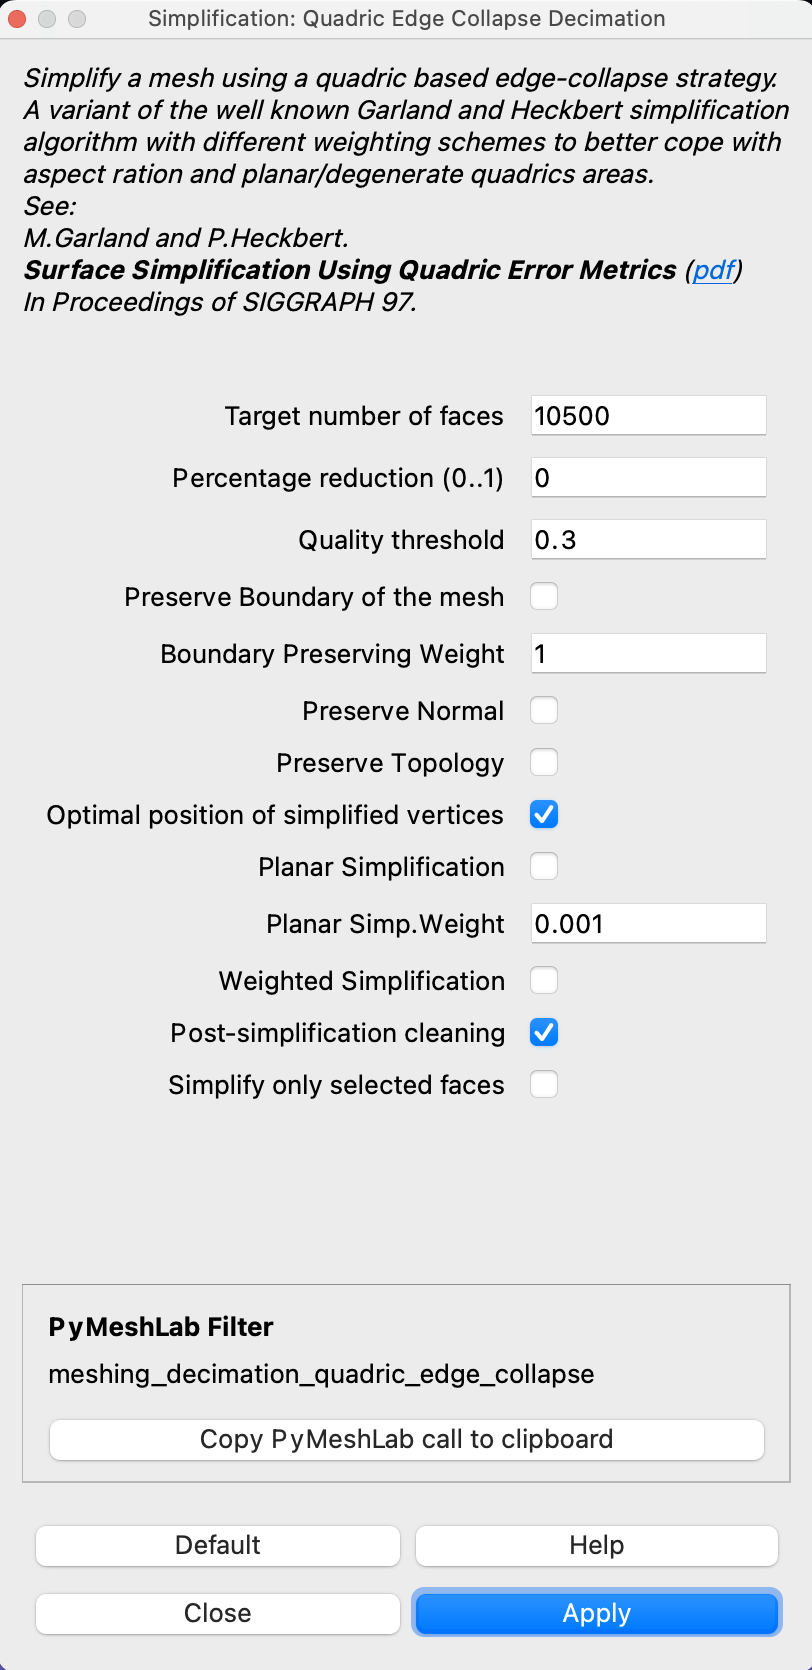 Simplification: Quadric Edge Collapse Decimation
Simplify a mesh using a quadric based edge-collapse strategy.
A variant of the well known Garland and Heckbert simplification
algorithm with different weighting schemes to better cope with
aspect ration and planar/degenerate quadrics areas.
See:
M.Garland and P.Heckbert.
Surface Simplification Using Quadric Error Metrics (pdf)
In Proceedings of SIGGRAPH 97.
Target number of faces 10500
Percentage reduction (0..1) 0
Quality threshold 0.3
Preserve Boundary of the mesh
Boundary Preserving Weight 1
Preserve Normal
Preserve Topology
Optimal position of simplified vertices
Planar Simplification
Planar Simp.Weight 0.001
Weighted Simplification
Post-simplification cleaning
Simplify only selected faces
PyMeshLab Filter
meshing_decimation_quadric_edge_collapse
Copy PyMeshLab call to clipboard
Default Help
Close Apply